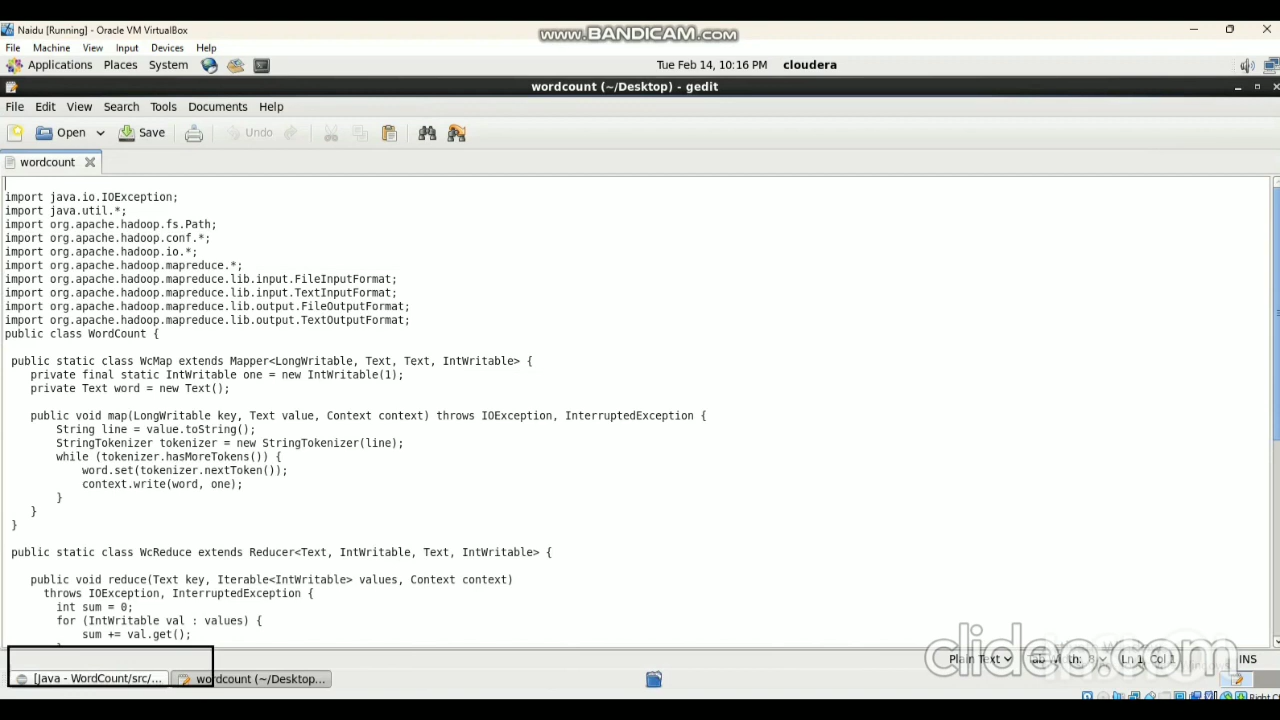 Naidu [Running] - Oracle VM VirtualBox
www.BANDICAM.com
File Machine View Input Devices Help
Applications Places System Tue Feb 14, 10:16 PM cloudera
wordcount (~/Desktop) - gedit
File Edit View Search Tools Documents Help
Open Save Undo
wordcount
import java.io.IOException;
import java.util.*;
import org.apache.hadoop.fs.Path;
import org.apache.hadoop.conf.*;
import org.apache.hadoop.io.*;
import org.apache.hadoop.mapreduce.*;
import org.apache.hadoop.mapreduce.lib.input.FileInputFormat;
import org.apache.hadoop.mapreduce.lib.input.TextInputFormat;
import org.apache.hadoop.mapreduce.lib.output.FileOutputFormat;
import org.apache.hadoop.mapreduce.lib.output.TextOutputFormat;
public class WordCount {
public static class WcMap extends Mapper<LongWritable, Text, Text, IntWritable> {
private final static IntWritable one = new IntWritable(1);
private Text word = new Text();
public void map(LongWritable key, Text value, Context context) throws IOException, InterruptedException {
String line = value.toString();
StringTokenizer tokenizer = new StringTokenizer(line);
while (tokenizer.hasMoreTokens()) {
word.set(tokenizer.nextToken());
context.write(word, one);
}
}
}
public static class WcReduce extends Reducer<Text, IntWritable, Text, IntWritable> {
public void reduce(Text key, Iterable<IntWritable> values, Context context)
throws IOException, InterruptedException {
int sum = 0;
for (IntWritable val : values) {
sum += val.get();
clideo.com
Plain Text Tab Width: 8 Ln 1, Col 1 INS
[Java - WordCount/src/... wordcount (~/Desktop...
Right C